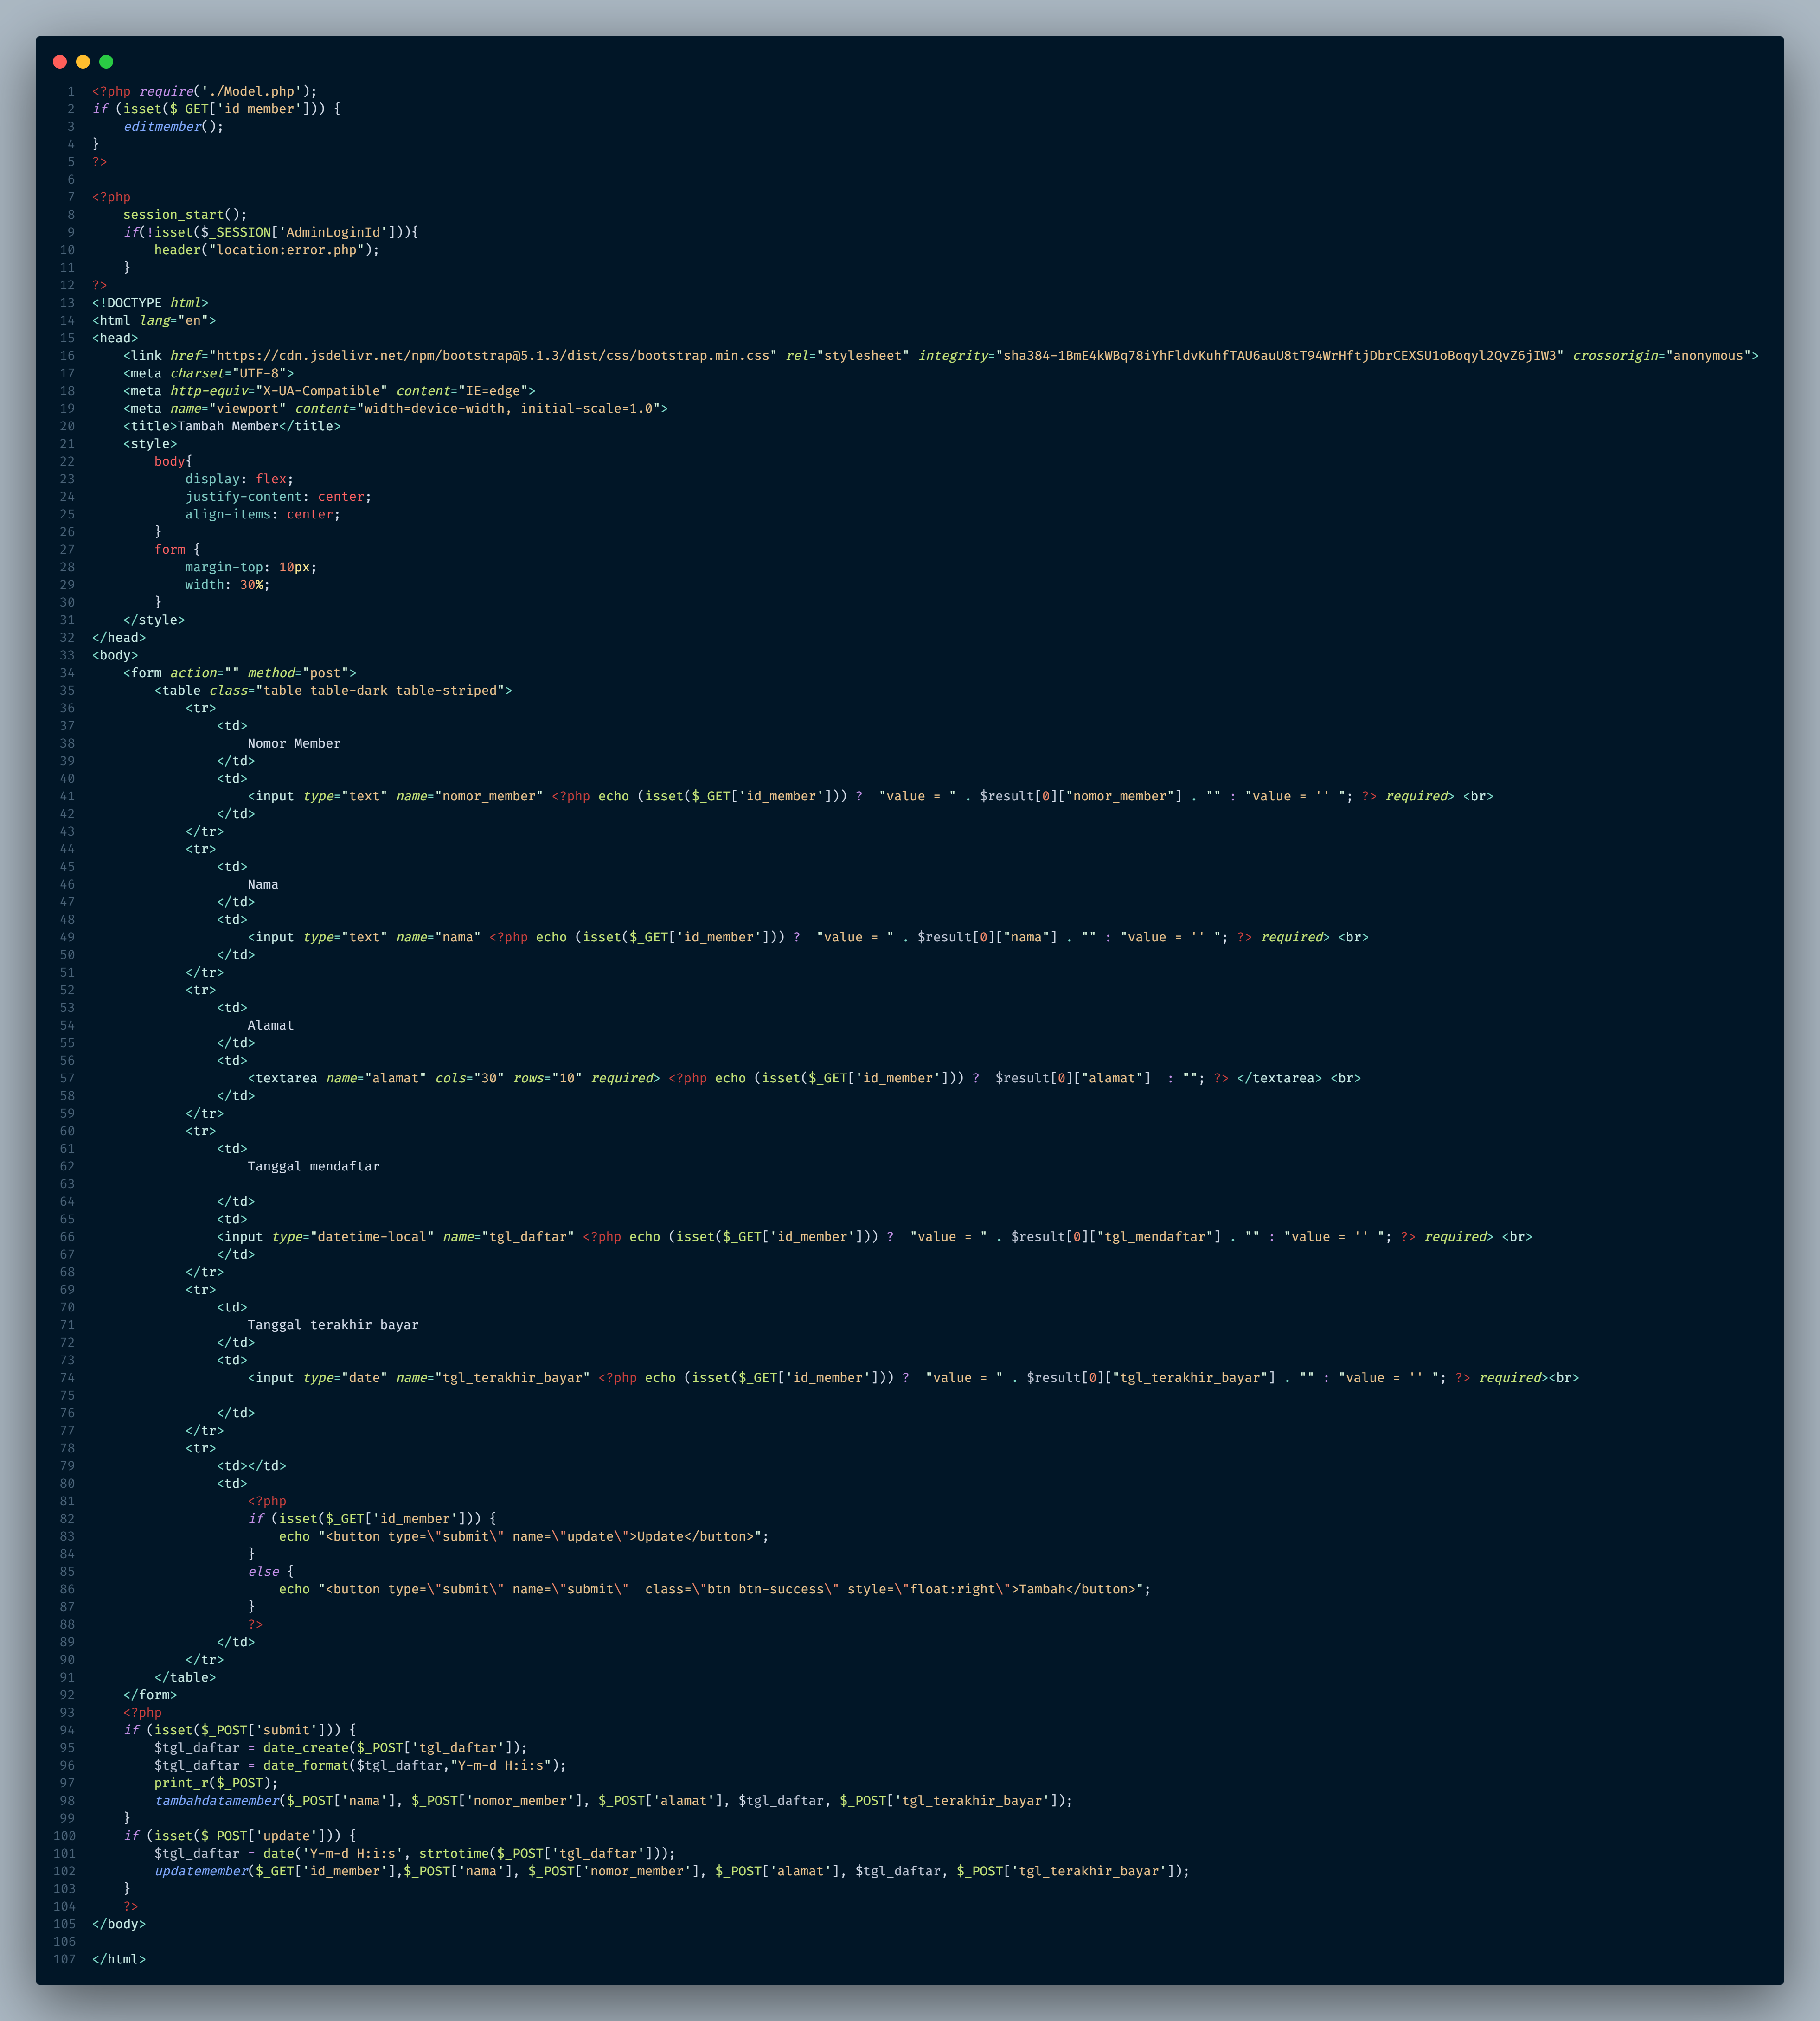 1 <?php require('./Model.php');
2 if (isset($_GET['id_member'])) {
3     editmember();
4 }
5 ?>
6
7 <?php
8     session_start();
9     if(!isset($_SESSION['AdminLoginId'])){
10         header("location:error.php");
11     }
12 ?>
13 <!DOCTYPE html>
14 <html lang="en">
15 <head>
16     <link href="https://cdn.jsdelivr.net/npm/bootstrap@5.1.3/dist/css/bootstrap.min.css" rel="stylesheet" integrity="sha384-1BmE4kWBq78iYhFldvKuhfTAU6auU8tT94WrHftjDbrCEXSU1oBoqyl2QvZ6jIW3" crossorigin="anonymous">
17     <meta charset="UTF-8">
18     <meta http-equiv="X-UA-Compatible" content="IE=edge">
19     <meta name="viewport" content="width=device-width, initial-scale=1.0">
20     <title>Tambah Member</title>
21     <style>
22         body{
23             display: flex;
24             justify-content: center;
25             align-items: center;
26         }
27         form {
28             margin-top: 10px;
29             width: 30%;
30         }
31     </style>
32 </head>
33 <body>
34     <form action="" method="post">
35         <table class="table table-dark table-striped">
36             <tr>
37                 <td>
38                     Nomor Member
39                 </td>
40                 <td>
41                     <input type="text" name="nomor_member" <?php echo (isset($_GET['id_member'])) ?  "value = " . $result[0]["nomor_member"] . "" : "value = '' "; ?> required> <br>
42                 </td>
43             </tr>
44             <tr>
45                 <td>
46                     Nama
47                 </td>
48                 <td>
49                     <input type="text" name="nama" <?php echo (isset($_GET['id_member'])) ?  "value = " . $result[0]["nama"] . "" : "value = '' "; ?> required> <br>
50                 </td>
51             </tr>
52             <tr>
53                 <td>
54                     Alamat
55                 </td>
56                 <td>
57                     <textarea name="alamat" cols="30" rows="10" required> <?php echo (isset($_GET['id_member'])) ?  $result[0]["alamat"]  : ""; ?> </textarea> <br>
58                 </td>
59             </tr>
60             <tr>
61                 <td>
62                     Tanggal mendaftar
63
64                 </td>
65                 <td>
66                 <input type="datetime-local" name="tgl_daftar" <?php echo (isset($_GET['id_member'])) ?  "value = " . $result[0]["tgl_mendaftar"] . "" : "value = '' "; ?> required> <br>
67                 </td>
68             </tr>
69             <tr>
70                 <td>
71                     Tanggal terakhir bayar
72                 </td>
73                 <td>
74                     <input type="date" name="tgl_terakhir_bayar" <?php echo (isset($_GET['id_member'])) ?  "value = " . $result[0]["tgl_terakhir_bayar"] . "" : "value = '' "; ?> required><br>
75
76                 </td>
77             </tr>
78             <tr>
79                 <td></td>
80                 <td>
81                     <?php
82                     if (isset($_GET['id_member'])) {
83                         echo "<button type=\"submit\" name=\"update\">Update</button>";
84                     }
85                     else {
86                         echo "<button type=\"submit\" name=\"submit\"  class=\"btn btn-success\" style=\"float:right\">Tambah</button>";
87                     }
88                     ?>
89                 </td>
90             </tr>
91         </table>
92     </form>
93     <?php
94     if (isset($_POST['submit'])) {
95         $tgl_daftar = date_create($_POST['tgl_daftar']);
96         $tgl_daftar = date_format($tgl_daftar,"Y-m-d H:i:s");
97         print_r($_POST);
98         tambahdatamember($_POST['nama'], $_POST['nomor_member'], $_POST['alamat'], $tgl_daftar, $_POST['tgl_terakhir_bayar']);
99     }
100     if (isset($_POST['update'])) {
101         $tgl_daftar = date('Y-m-d H:i:s', strtotime($_POST['tgl_daftar']));
102         updatemember($_GET['id_member'],$_POST['nama'], $_POST['nomor_member'], $_POST['alamat'], $tgl_daftar, $_POST['tgl_terakhir_bayar']);
103     }
104     ?>
105 </body>
106
107 </html>